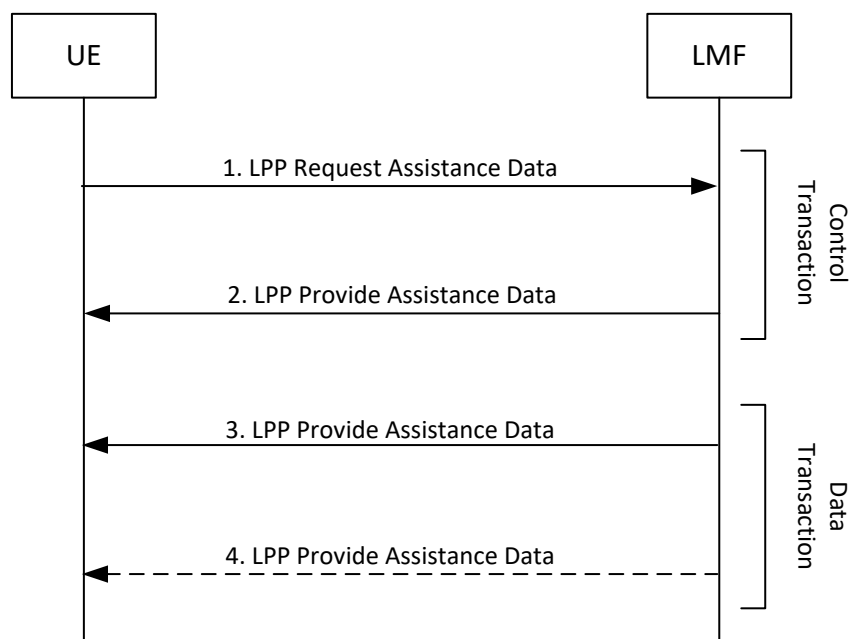 UE
LMF
1. LPP Request Assistance Data
2. LPP Provide Assistance Data
Control
Transaction
3. LPP Provide Assistance Data
4. LPP Provide Assistance Data
Data
Transaction